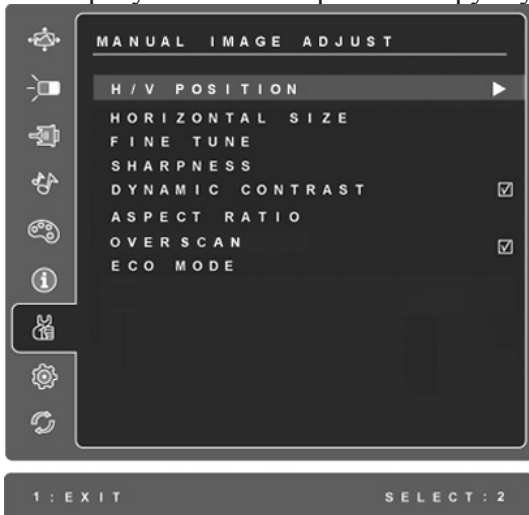 MANUAL IMAGE ADJUST
H/V POSITION
HORIZONTAL SIZE
FINE TUNE
SHARPNESS
DYNAMIC CONTRAST
ASPECT RATIO
OVERSCAN
ECO MODE
1:EXIT SELECT:2